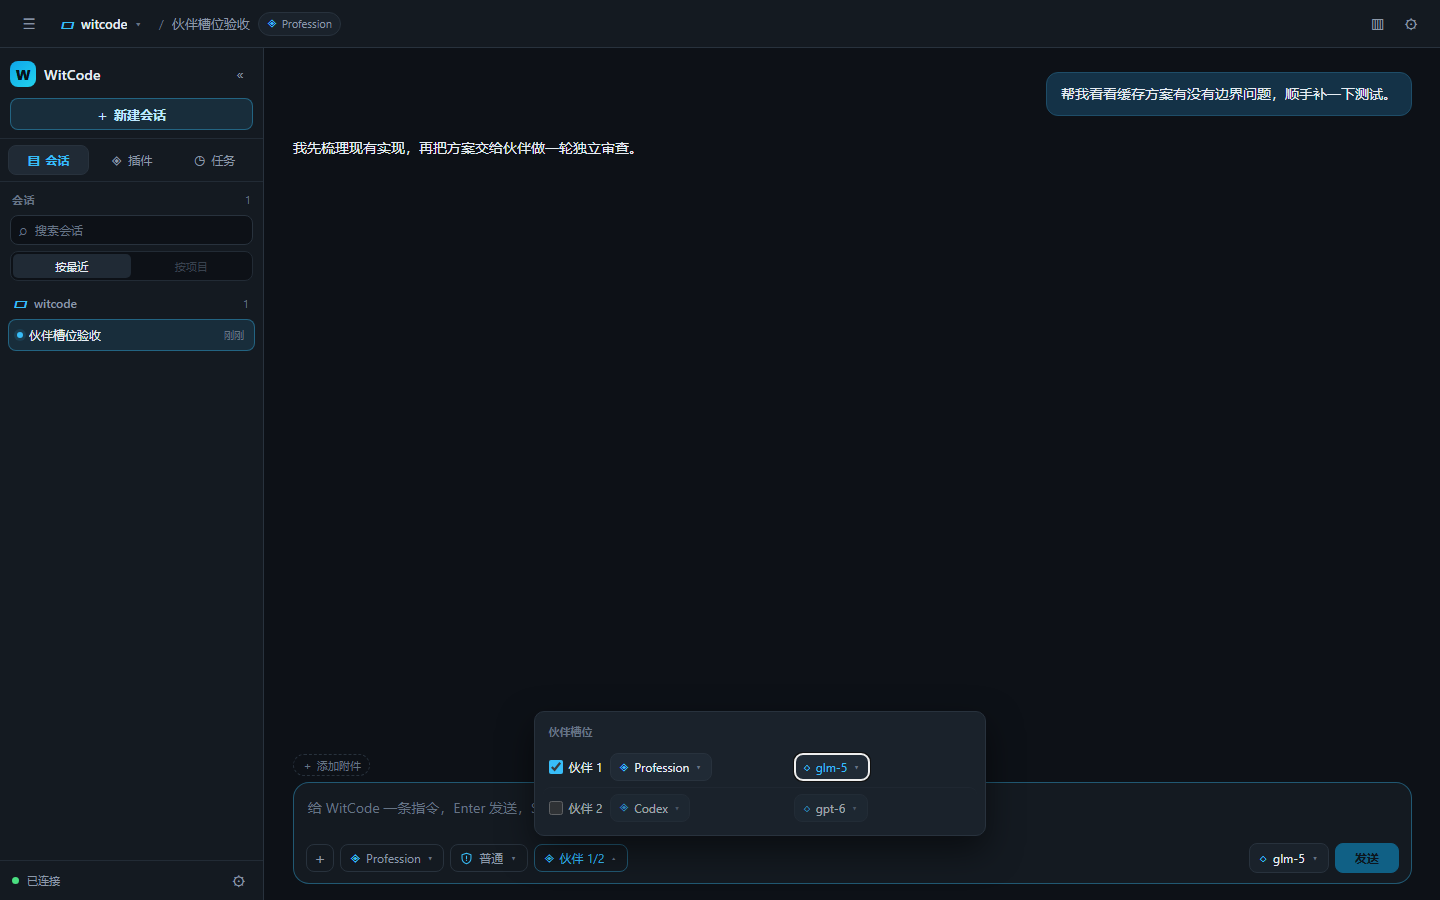 witcode / 伙伴槽位验收 Profession
W WitCode «
+ 新建会话
会话 插件 任务
会话 1
搜索会话
按最近 按项目
witcode 1
伙伴槽位验收 刚刚
已连接
帮我看看缓存方案有没有边界问题，顺手补一下测试。
我先梳理现有实现，再把方案交给伙伴做一轮独立审查。
伙伴槽位
伙伴 1 Profession glm-5
伙伴 2 Codex gpt-6
+ 添加附件
给 WitCode 一条指令，Enter 发送，
+ Profession 普通 伙伴 1/2 glm-5 发送